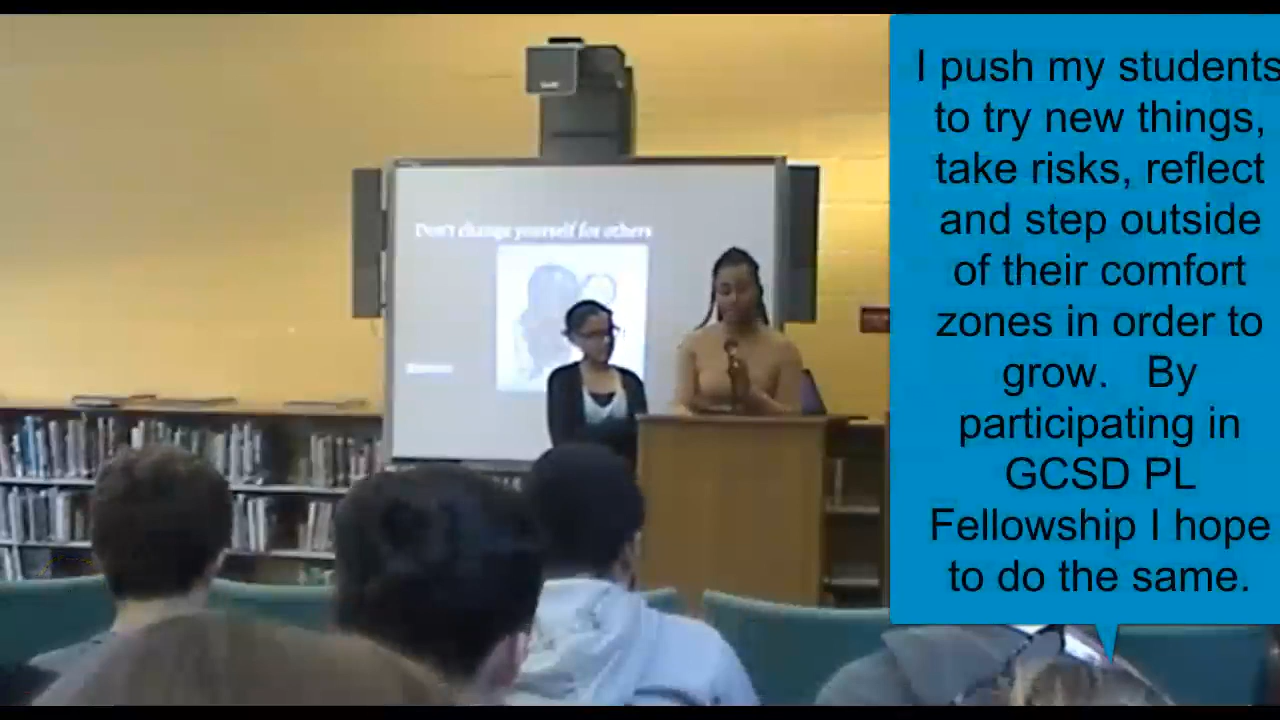 Don't change yourself for others
I push my students
to try new things,
take risks, reflect
and step outside
of their comfort
zones in order to
grow. By
participating in
GCSD PL
Fellowship I hope
to do the same.